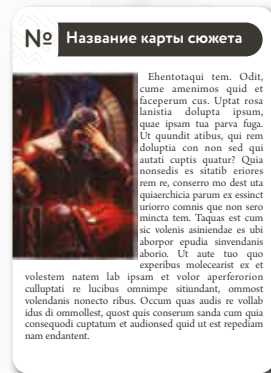 № Название карты сюжета
Ehentotaqui tem. Odit,
cume amenimos quid et
faceperum cus. Uptat rosa
lanistia dolupta ipsum,
quae ipsam tua parva fuga.
Ut quundit atibus, qui rem
doluptia con non sed qui
autati cuptis quatur? Quia
nonsedis es sitatib eriores
rem re, conserro mo dest uta
quiaerchicia parum ex essinct
uriorro comnis que non sero
mincta tem. Taquas est cum
sic volenis asiniendae es ubi
aborpor epudia sinvendanis
aborio. Ut aute tuo quo
experibus molecearist ex et
volestem natem lab ipsam et volor aperferorion
culluptati re lucibus omnimpe sitiundant, ommost
volendanis nonecto ribus. Occum quas audis re vollab
idus di ommollest, quost quis conserum sanda cum quia
consequodi cuptatum et audionsed quid ut est repediam
nam endantent.